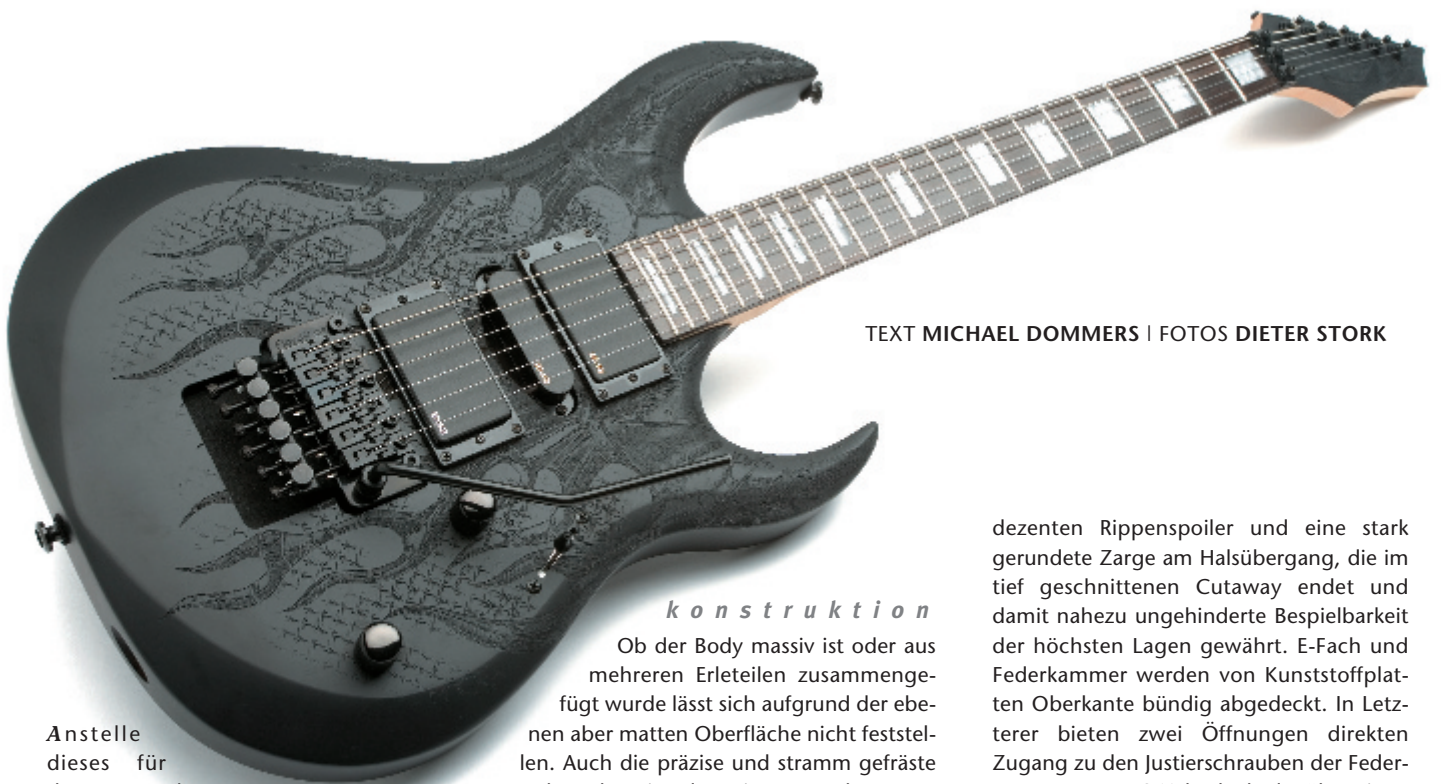 TEXT MICHAEL DOMMERS | FOTOS DIETER STORK
Anstelle
dieses für
konstruktion
Ob der Body massiv ist oder aus
mehreren Erleteilen zusammenge-
fügt wurde lässt sich aufgrund der ebe-
nen aber matten Oberfläche nicht feststel-
len. Auch die präzise und stramm gefräste
dezenten Rippenspoiler und eine stark
gerundete Zarge am Halsübergang, die im
tief geschnittenen Cutaway endet und
damit nahezu ungehinderte Bespielbarkeit
der höchsten Lagen gewährt. E-Fach und
Federkammer werden von Kunststoffplat-
ten Oberkante bündig abgedeckt. In Letz-
terer bieten zwei Öffnungen direkten
Zugang zu den Justierschrauben der Feder-